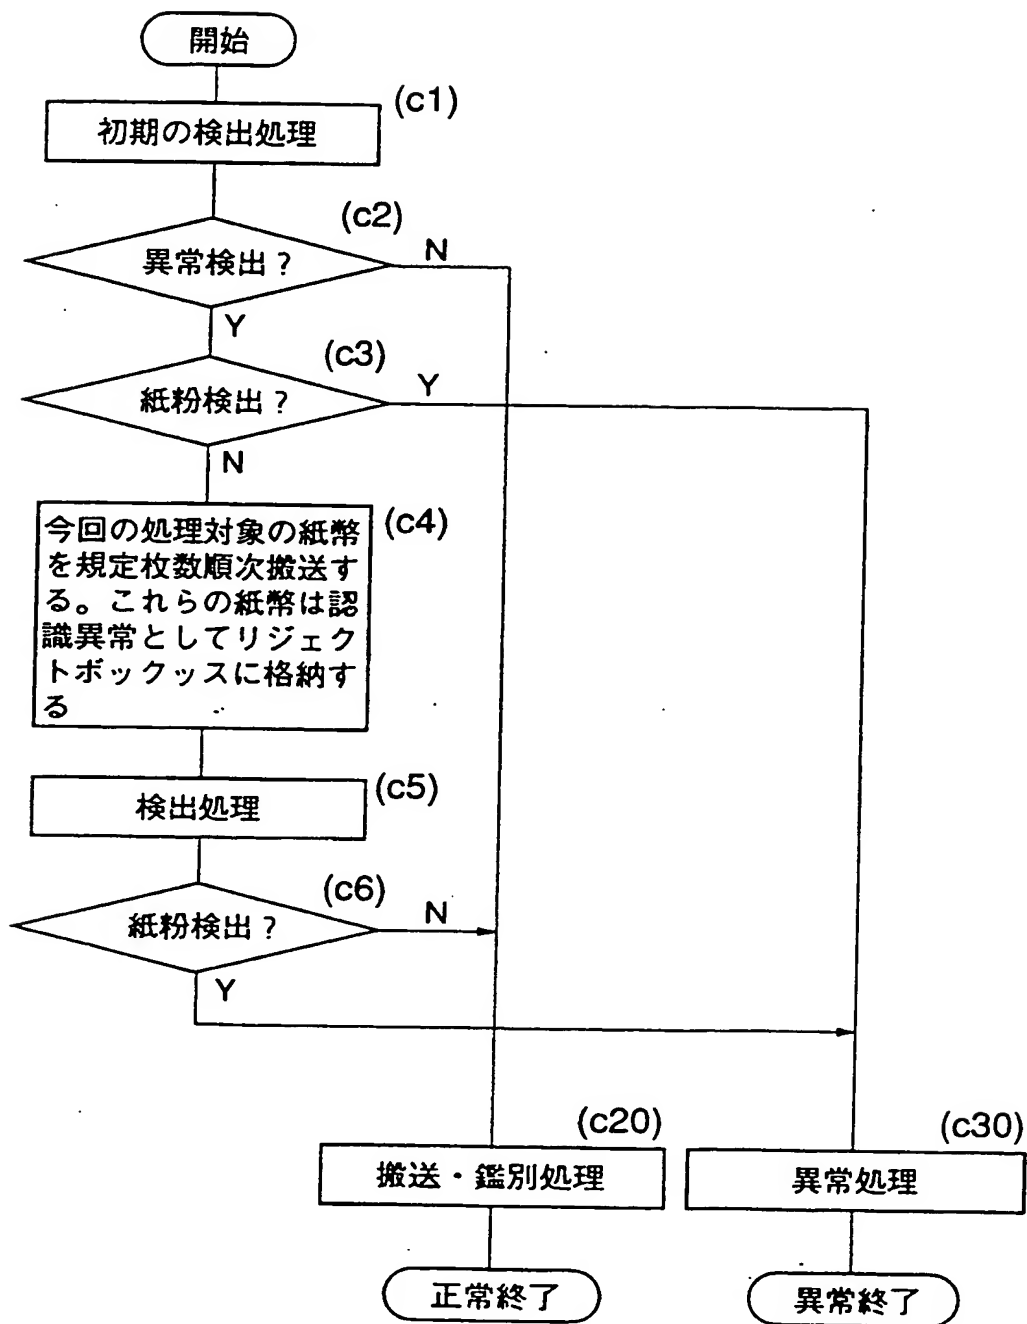 開始
(c1)
初期の検出処理
(c2)
異常検出？
N
Y
(c3)
紙粉検出？
Y
N
(c4)
今回の処理対象の紙幣
を規定枚数順次搬送す
る。これらの紙幣は認
識異常としてリジェク
トボックッスに格納す
る
(c5)
検出処理
(c6)
紙粉検出？
N
Y
(c20)
搬送・鑑別処理
(c30)
異常処理
正常終了
異常終了